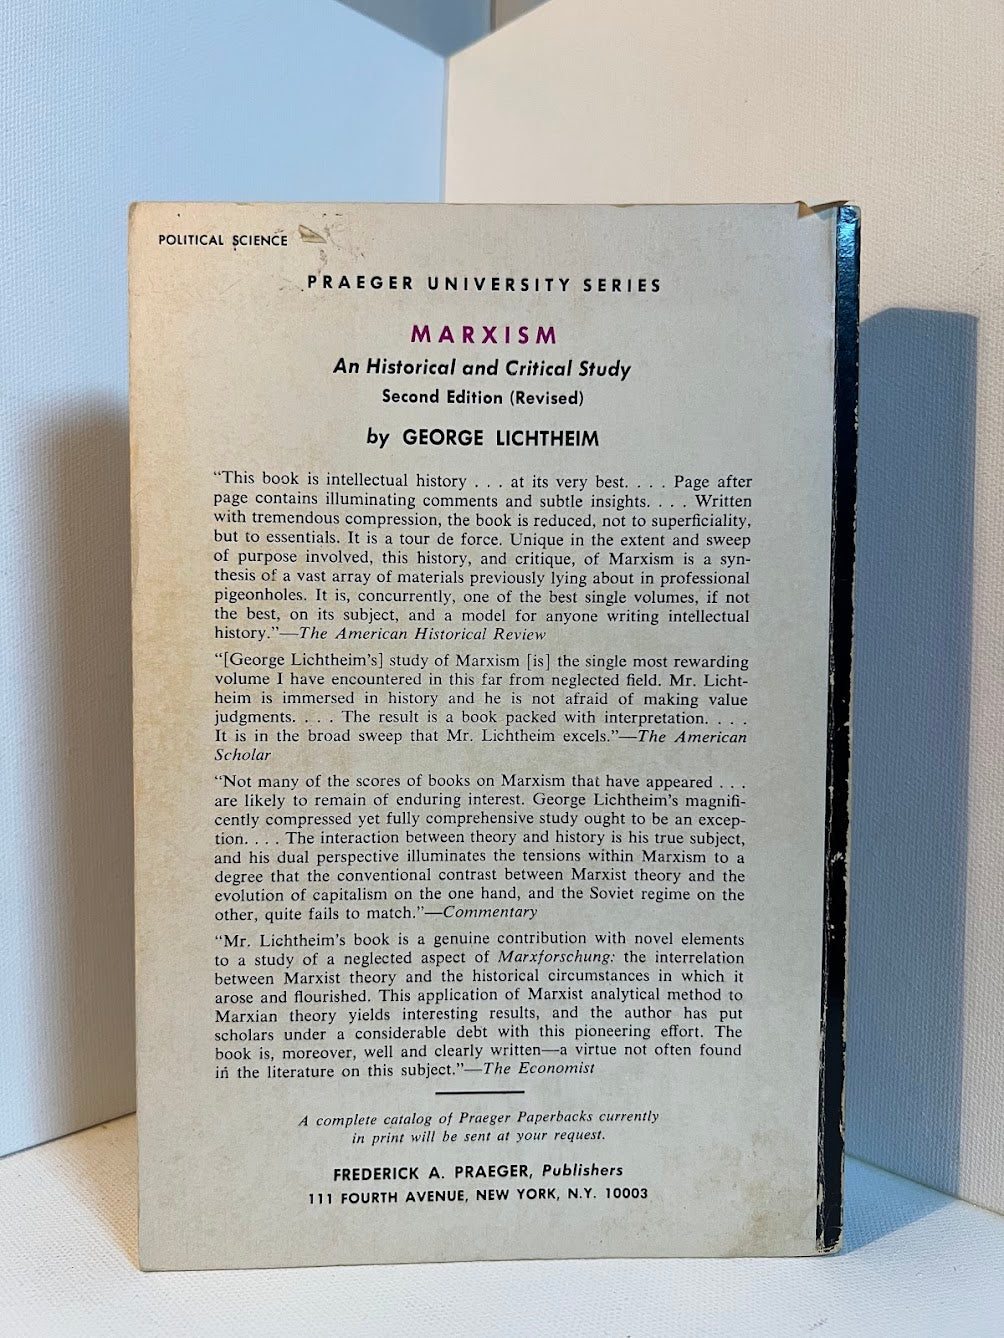 POLITICAL SCIENCE
PRAEGER UNIVERSITY SERIES
MARXISM
An Historical and Critical Study
Second Edition (Revised)
by GEORGE LICHTHEIM
“This book is intellectual history . . . at its very best. . . . Page after
page contains illuminating comments and subtle insights. . . . Written
with tremendous compression, the book is reduced, not to superficiality,
but to essentials. It is a tour de force. Unique in the extent and sweep
of purpose involved, this history, and critique, of Marxism is a syn-
thesis of a vast array of materials previously lying about in professional
pigeonholes. It is, concurrently, one of the best single volumes, if not
the best, on its subject, and a model for anyone writing intellectual
history.”—The American Historical Review
“[George Lichtheim’s] study of Marxism [is] the single most rewarding
volume I have encountered in this far from neglected field. Mr. Licht-
heim is immersed in history and he is not afraid of making value
judgments. . . . The result is a book packed with interpretation. . . .
It is in the broad sweep that Mr. Lichtheim excels.”—The American
Scholar
“Not many of the scores of books on Marxism that have appeared . . .
are likely to remain of enduring interest. George Lichtheim’s magnifi-
cently compressed yet fully comprehensive study ought to be an excep-
tion. . . . The interaction between theory and history is his true subject,
and his dual perspective illuminates the tensions within Marxism to a
degree that the conventional contrast between Marxist theory and the
evolution of capitalism on the one hand, and the Soviet regime on the
other, quite fails to match.”—Commentary
“Mr. Lichtheim’s book is a genuine contribution with novel elements
to a study of a neglected aspect of Marxforschung: the interrelation
between Marxist theory and the historical circumstances in which it
arose and flourished. This application of Marxist analytical method to
Marxian theory yields interesting results, and the author has put
scholars under a considerable debt with this pioneering effort. The
book is, moreover, well and clearly written—a virtue not often found
in the literature on this subject.”—The Economist
A complete catalog of Praeger Paperbacks currently
in print will be sent at your request.
FREDERICK A. PRAEGER, Publishers
111 FOURTH AVENUE, NEW YORK, N.Y. 10003